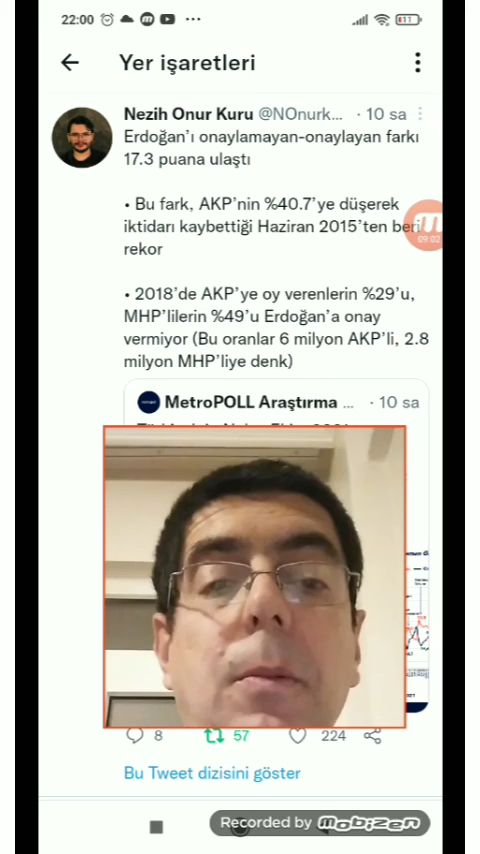 22:00
11
Yer işaretleri
Nezih Onur Kuru @NOnurk... · 10 sa
Erdoğan'ı onaylamayan-onaylayan farkı
17.3 puana ulaştı
• Bu fark, AKP'nin %40.7'ye düşerek
iktidarı kaybettiği Haziran 2015'ten beri
rekor
09:02
• 2018'de AKP'ye oy verenlerin %29'u,
MHP'lilerin %49'u Erdoğan'a onay
vermiyor (Bu oranlar 6 milyon AKP'li, 2.8
milyon MHP'liye denk)
MetroPOLL Araştırma ... · 10 sa
8 57 224
Bu Tweet dizisini göster
Recorded by mobizen